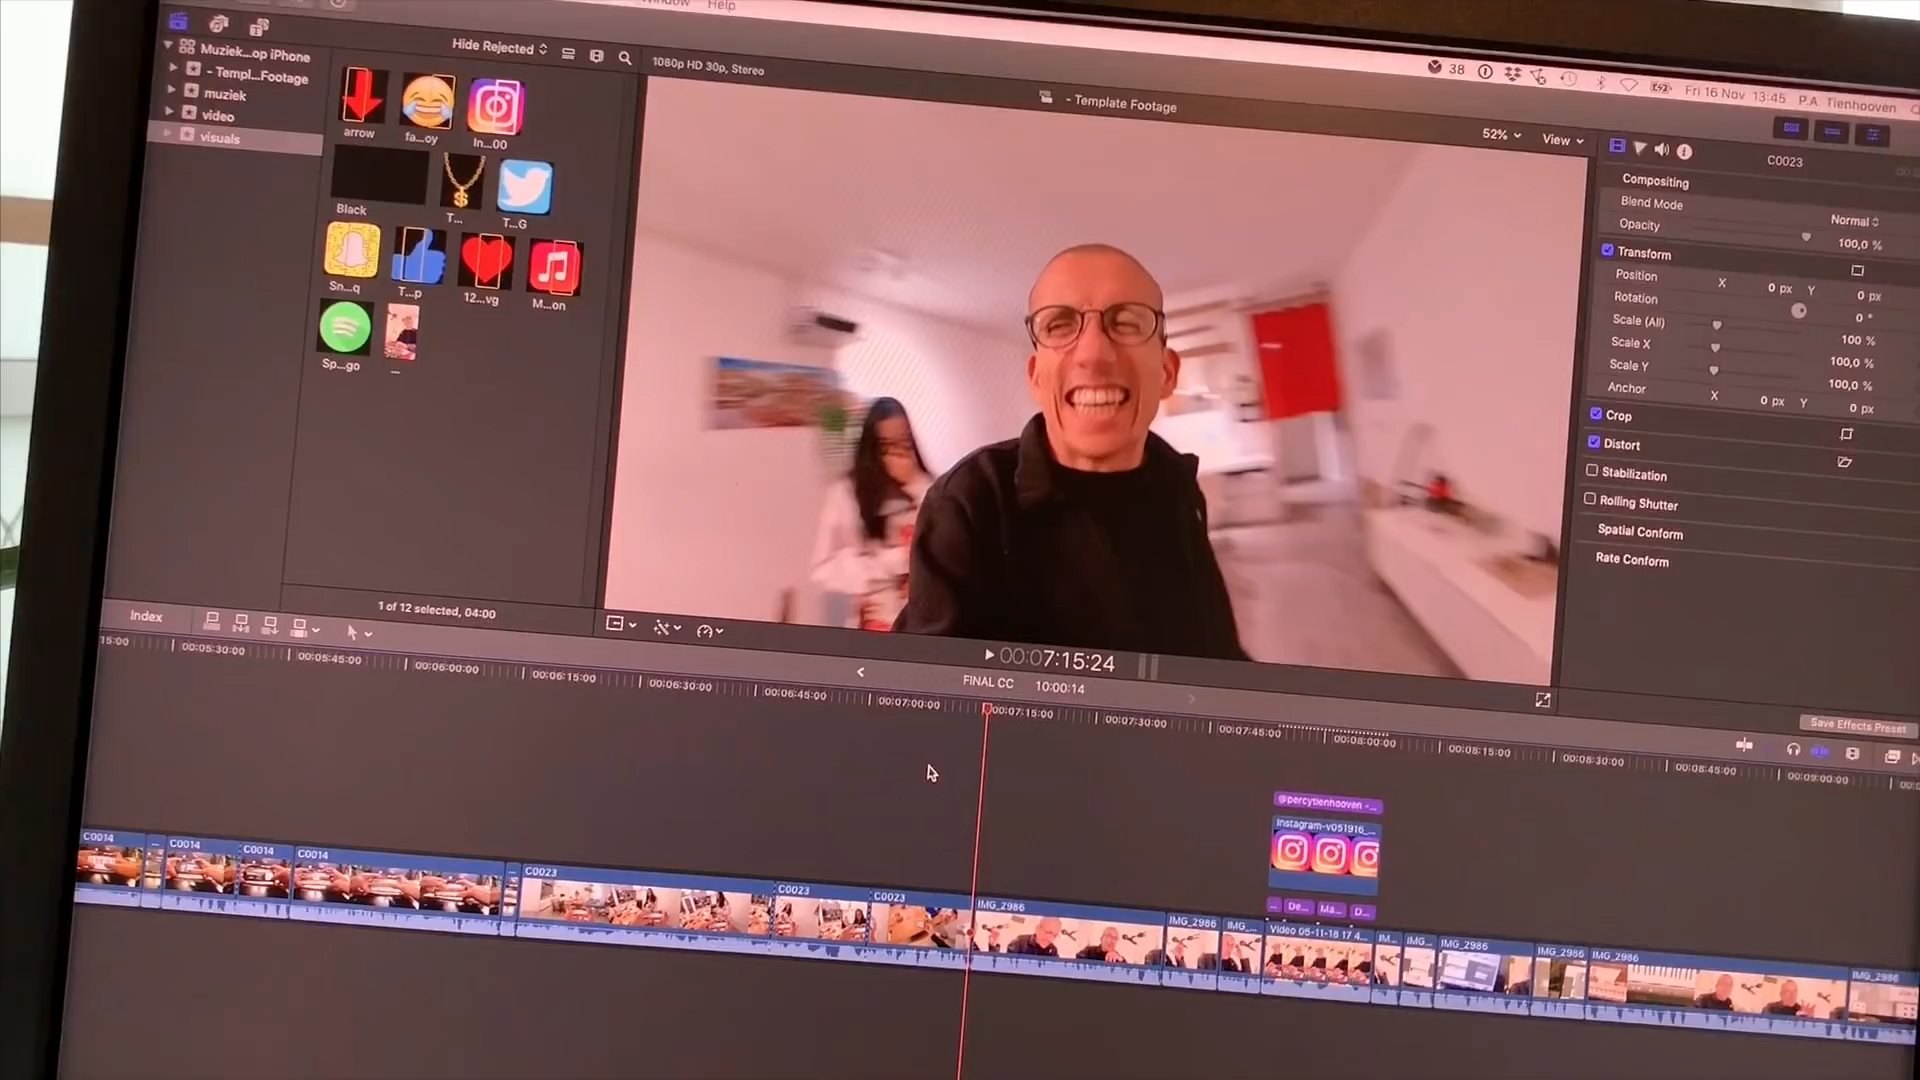 Window Help
38 Fri 16 Nov 13:45 P.A Tienhooven
Muziek...op iPhone
- Templ...Footage
muziek
video
visuals
Hide Rejected
arrow
fa...oy
In...00
Black
T...
T...G
Sn...q
T...p
12...vg
M...on
Sp...go
...
1 of 12 selected, 04:00
1080p HD 30p, Stereo
- Template Footage
52%
View
C0023
Compositing
Blend Mode Normal
Opacity 100,0 %
Transform
Position X 0 px Y 0 px
Rotation 0 °
Scale (All) 100 %
Scale X 100,0 %
Scale Y 100,0 %
Anchor X 0 px Y 0 px
Crop
Distort
Stabilization
Rolling Shutter
Spatial Conform
Rate Conform
Save Effects Preset
00:07:15:24
Index
FINAL CC 10:00:14
15:00 00:05:30:00 00:05:45:00 00:06:00:00 00:06:15:00 00:06:30:00 00:06:45:00 00:07:00:00 00:07:15:00 00:07:30:00 00:07:45:00 00:08:00:00 00:08:15:00 00:08:30:00 00:08:45:00 00:09:00:00
@percytienhooven -...
Instagram-v051916_...
... De... Ma... D...
C0014 ... C0014 C0014 C0014 ... C0023 C0023 C0023 IMG_2986 IMG_2986 IMG_... Video 05-11-18 17 4... IM... IMG... IMG_2986 IMG_2986 IMG_2986 IMG_2986